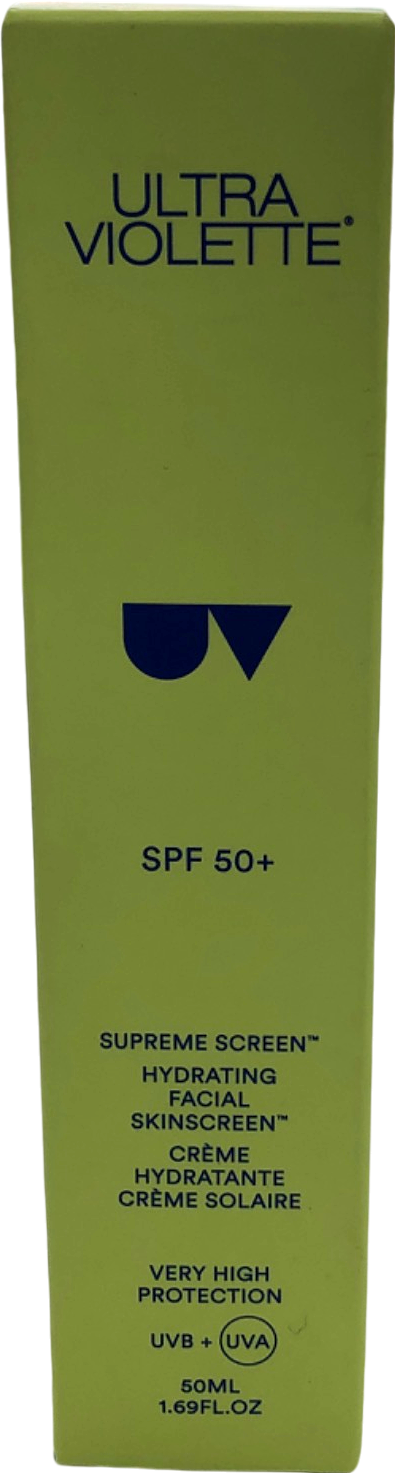 ULTRA
VIOLETTE®
UV
SPF 50+
SUPREME SCREEN™
HYDRATING
FACIAL
SKINSCREEN™
CRÈME
HYDRATANTE
CRÈME SOLAIRE
VERY HIGH
PROTECTION
UVB + UVA
50ML
1.69FL.OZ